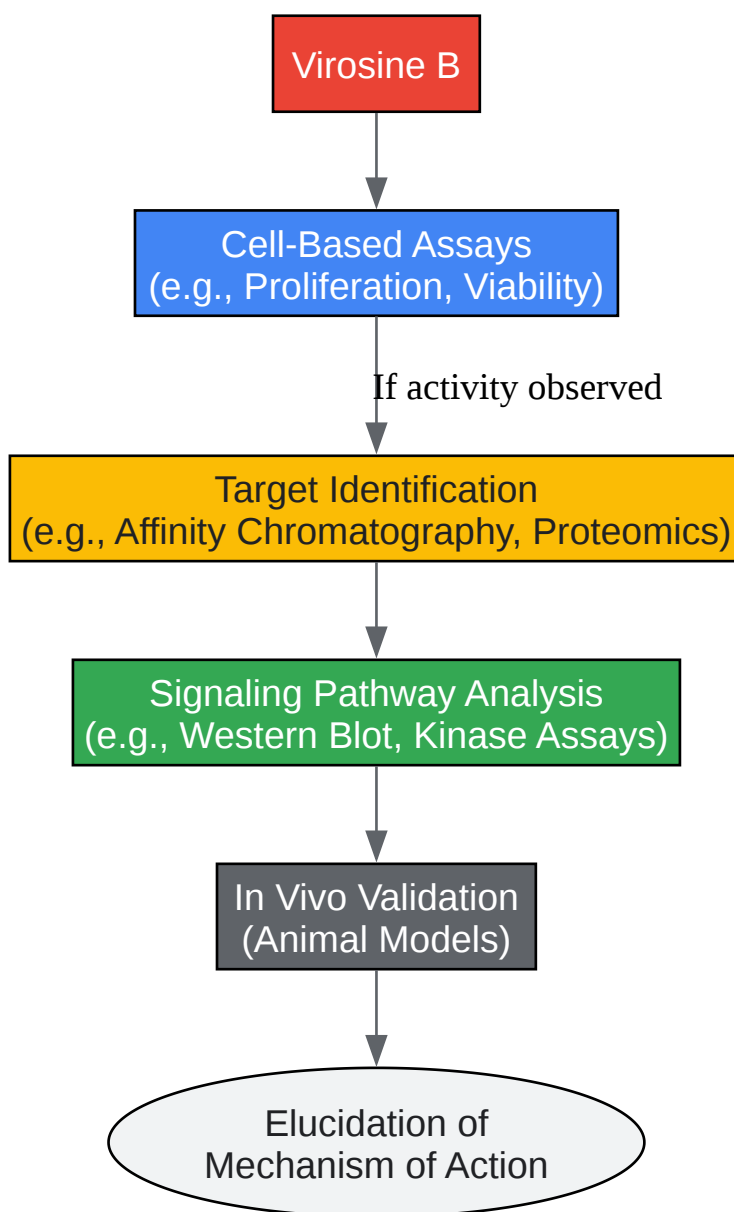 Virosine B
Cell-Based Assays
(e.g., Proliferation, Viability)
If activity observed
Target Identification
(e.g., Affinity Chromatography, Proteomics)
Signaling Pathway Analysis
(e.g., Western Blot, Kinase Assays)
In Vivo Validation
(Animal Models)
Elucidation of
Mechanism of Action